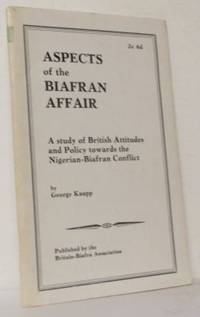 2s 6d
ASPECTS
of the
BIAFRAN
AFFAIR
A study of British Attitudes
and Policy towards the
Nigerian-Biafran Conflict
by
George Knapp
Published by the
Britain-Biafra Association